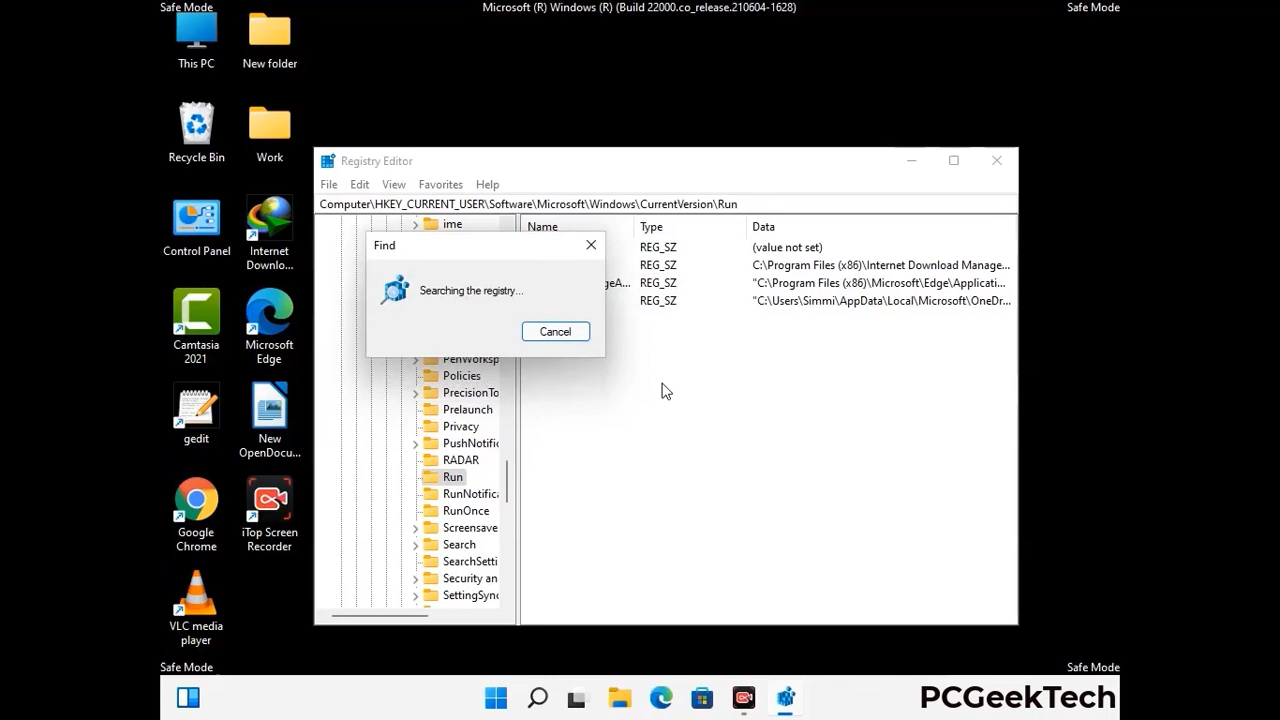 Safe Mode
Microsoft (R) Windows (R) (Build 22000.co_release.210604-1628)
Safe Mode
This PC
New folder
Recycle Bin
Work
Control Panel
Internet
Downlo...
Camtasia
2021
Microsoft
Edge
gedit
New
OpenDocu...
Google
Chrome
iTop Screen
Recorder
VLC media
player
Registry Editor
File Edit View Favorites Help
Computer\HKEY_CURRENT_USER\Software\Microsoft\Windows\CurrentVersion\Run
ime
Find
Searching the registry...
Cancel
PenWorksp
Policies
PrecisionTo
Prelaunch
Privacy
PushNotific
RADAR
Run
RunNotifica
RunOnce
Screensave
Search
SearchSetti
Security an
SettingSync
Name Type Data
REG_SZ (value not set)
REG_SZ C:\Program Files (x86)\Internet Download Manage...
geA... REG_SZ "C:\Program Files (x86)\Microsoft\Edge\Applicati...
REG_SZ "C:\Users\Simmi\AppData\Local\Microsoft\OneDr...
Safe Mode
Safe Mode
PCGeekTech